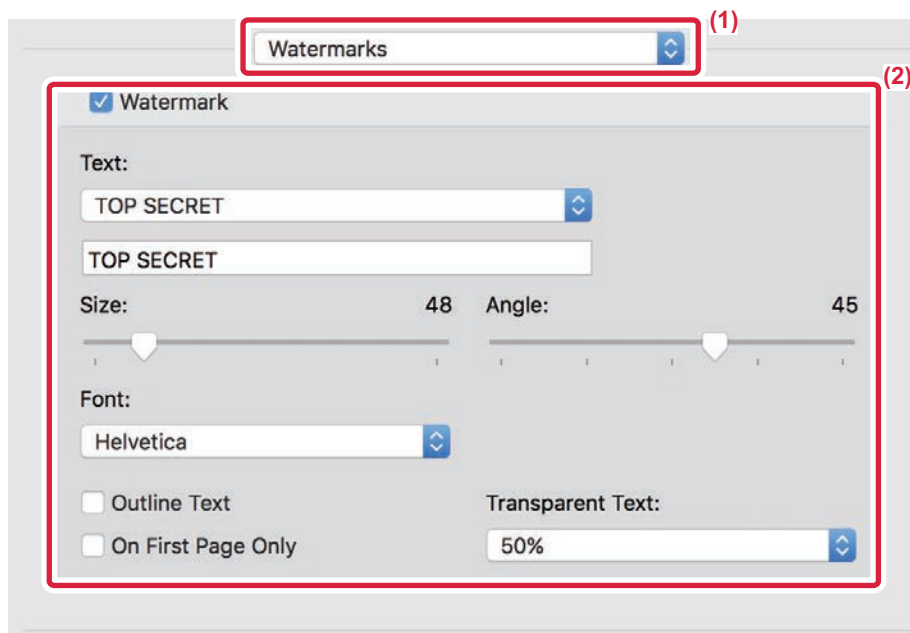 Watermarks
(1)
(2)
Watermark
Text:
TOP SECRET
TOP SECRET
Size: 48 Angle: 45
Font:
Helvetica
Outline Text Transparent Text:
On First Page Only 50%